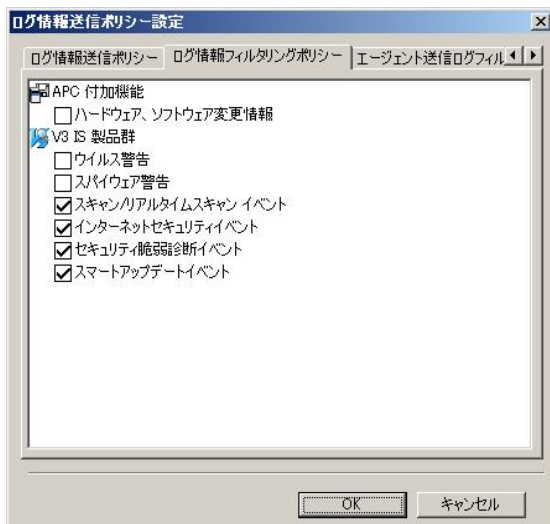 ログ情報送信ポリシー設定
ログ情報送信ポリシー ログ情報フィルタリングポリシー エージェント送信ログフィル
APC 付加機能
ハードウェア、ソフトウェア変更情報
V3 IS 製品群
ウイルス警告
スパイウェア警告
スキャン/リアルタイムスキャン イベント
インターネットセキュリティイベント
セキュリティ脆弱診断イベント
スマートアップデートイベント
OK キャンセル